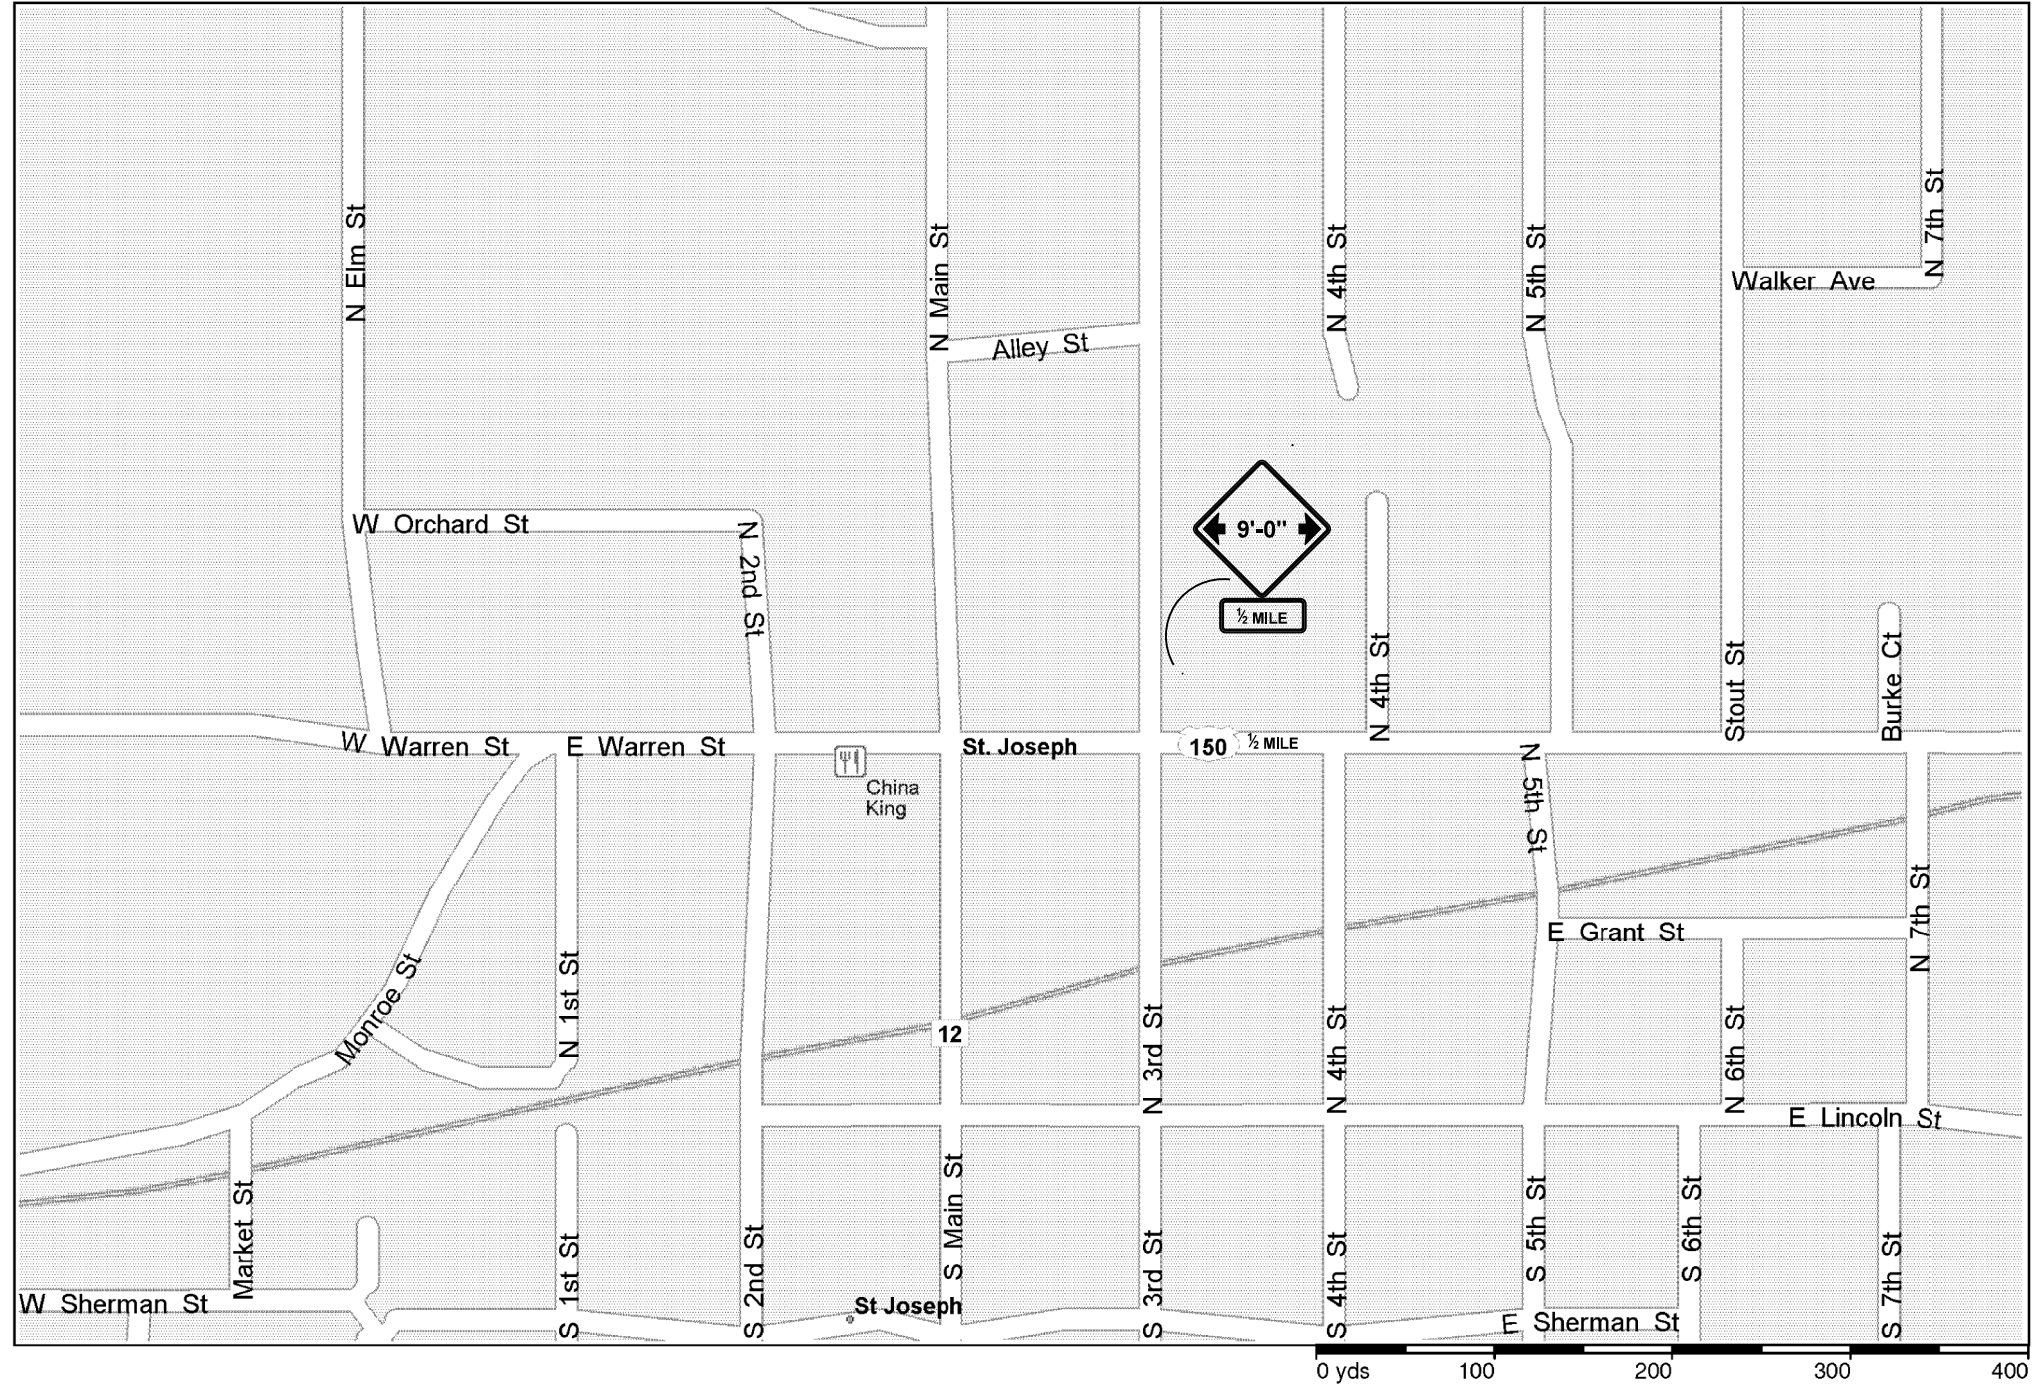 N Elm St
N Main St
N 4th St
N 5th St
N 7th St
Walker Ave
Alley St
W Orchard St
N 2nd St
9'-0"
½ MILE
N 4th St
Stout St
Burke Ct
W Warren St
E Warren St
St. Joseph
150
½ MILE
N 5th St
China
King
N 7th St
E Grant St
Monroe St
N 1st St
12
N 3rd St
N 4th St
N 6th St
E Lincoln St
Market St
S 1st St
S 2nd St
S Main St
S 3rd St
S 4th St
S 5th St
S 6th St
S 7th St
W Sherman St
St Joseph
E Sherman St
0 yds 100 200 300 400